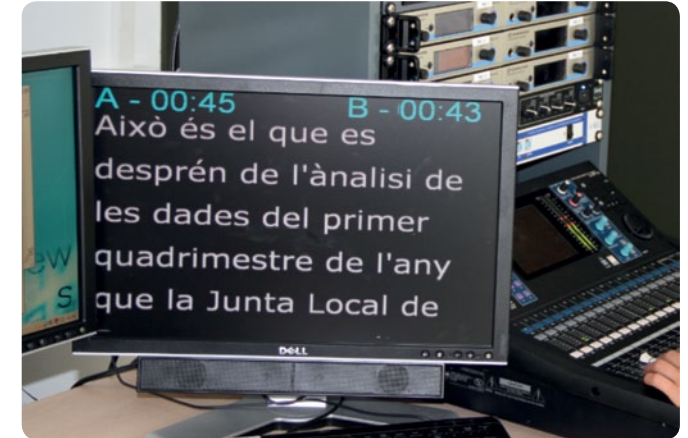 A - 00:45 B - 00:43
Això és el que es
desprén de l'ànalisi de
les dades del primer
quadrimestre de l'any
que la Junta Local de
ew
s
DELL